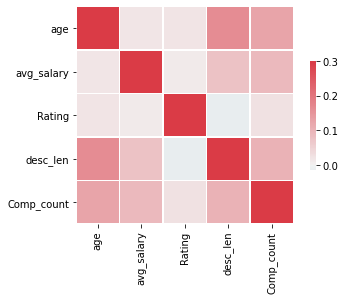 age
avg_salary
Rating
desc_len
Comp_count
0.3
0.2
0.1
0.0
age
avg_salary
Rating
desc_len
Comp_count